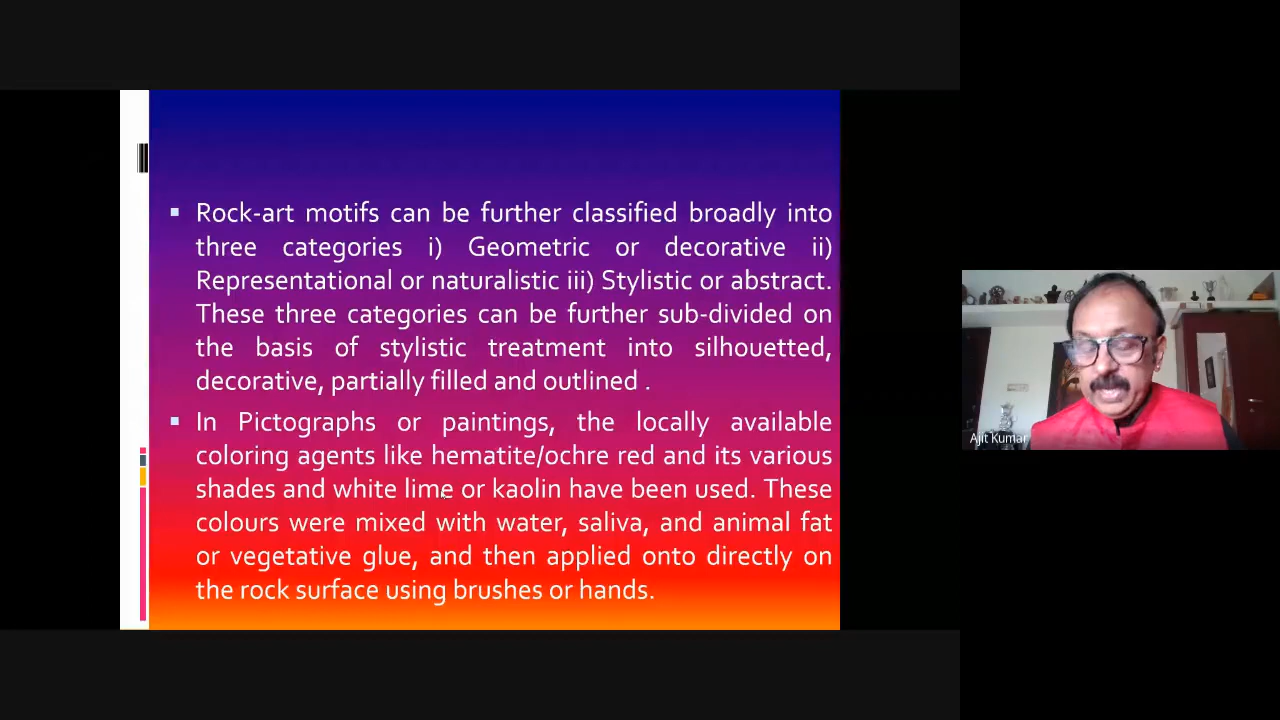 Rock-art motifs can be further classified broadly into
three categories i) Geometric or decorative ii)
Representational or naturalistic iii) Stylistic or abstract.
These three categories can be further sub-divided on
the basis of stylistic treatment into silhouetted,
decorative, partially filled and outlined .
In Pictographs or paintings, the locally available
coloring agents like hematite/ochre red and its various
shades and white lime or kaolin have been used. These
colours were mixed with water, saliva, and animal fat
or vegetative glue, and then applied onto directly on
the rock surface using brushes or hands.
Ajit Kumar